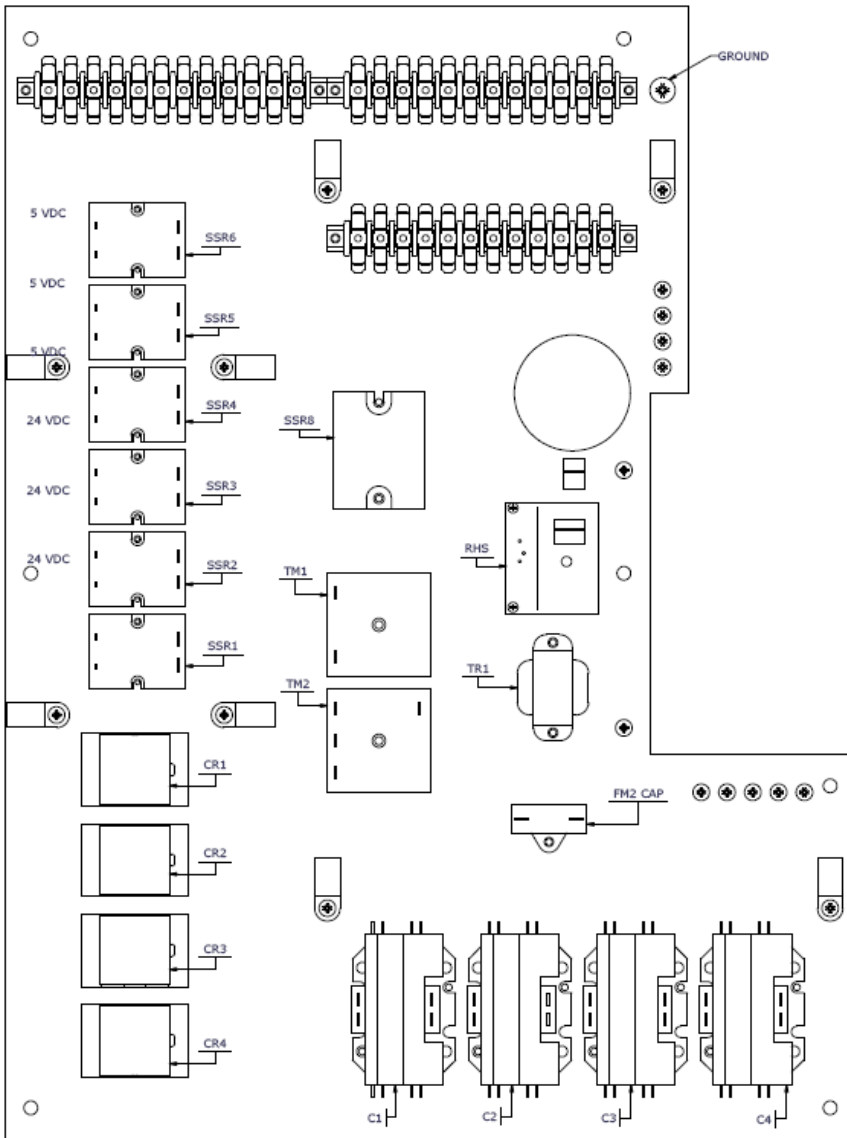 GROUND
5 VDC
SSR6
5 VDC
SSR5
5 VDC
SSR4
24 VDC
SSR8
SSR3
24 VDC
RHS
24 VDC
SSR2
TM1
SSR1
TR1
TM2
CR1
FM2 CAP
CR2
CR3
CR4
C1
C2
C3
C4